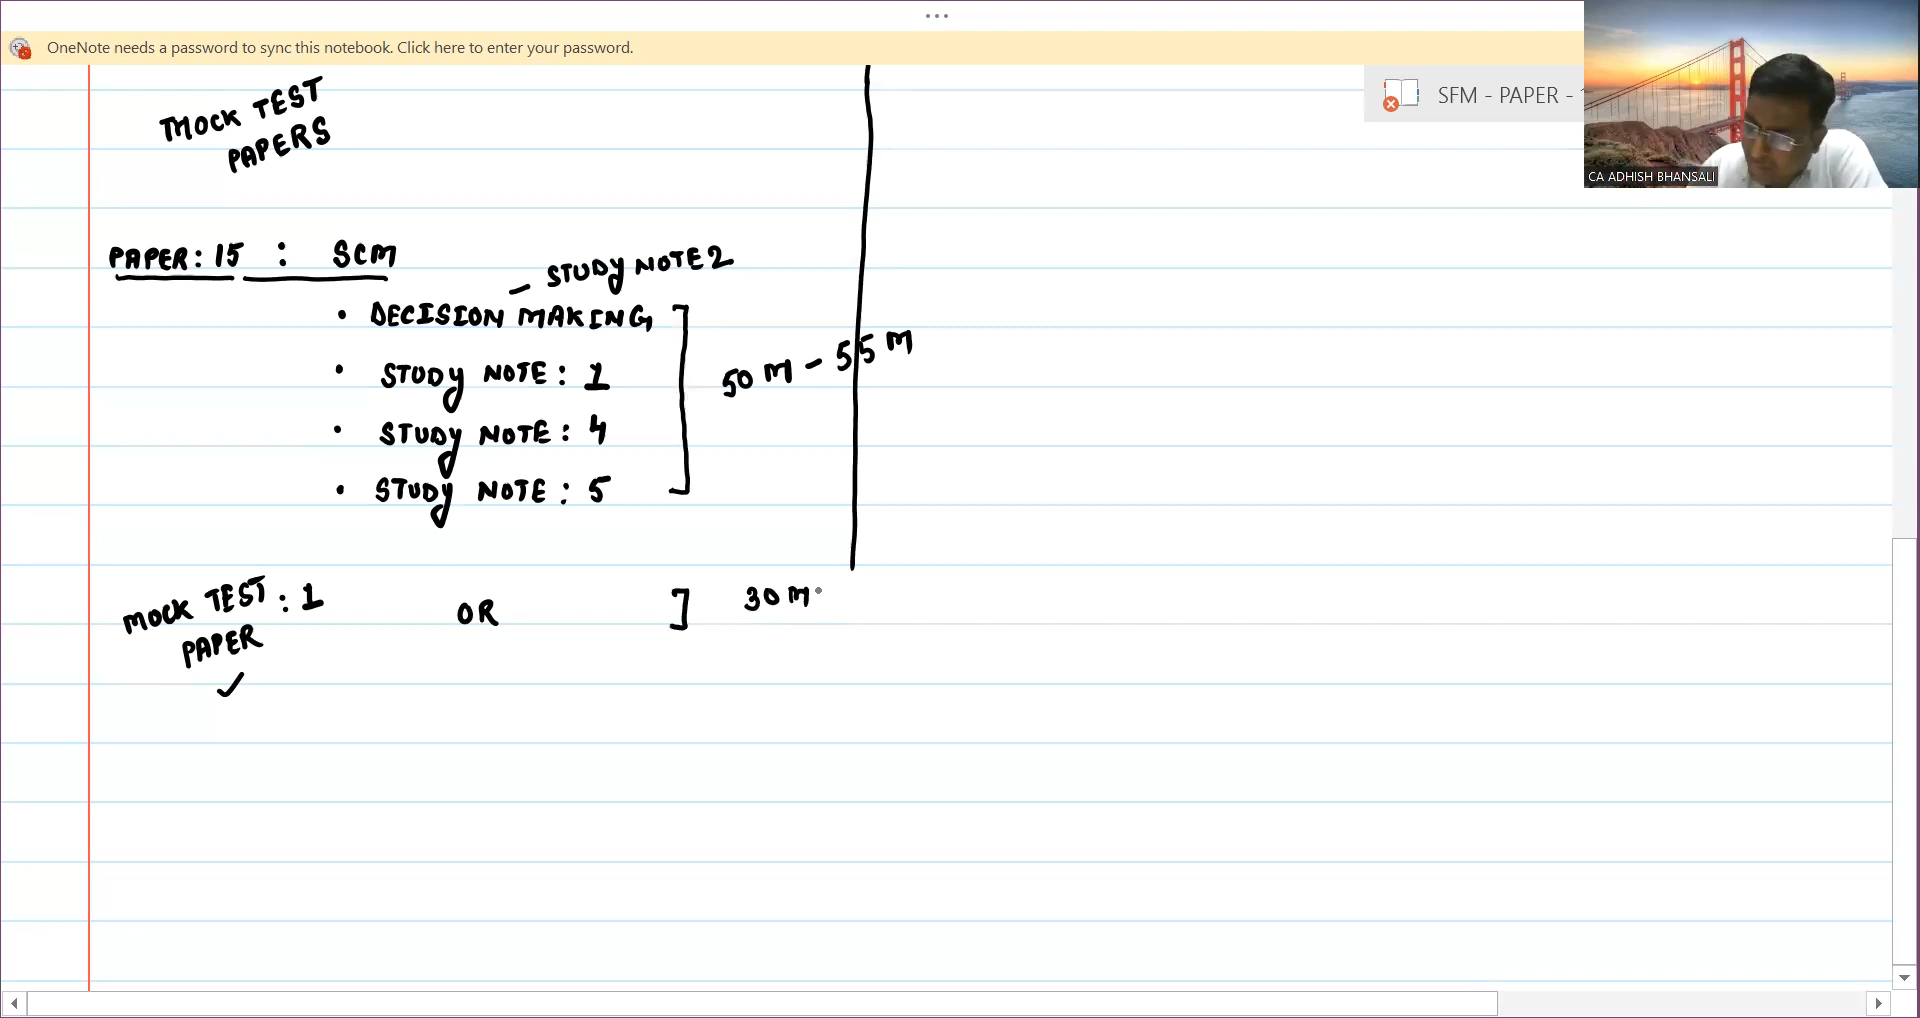 ...
OneNote needs a password to sync this notebook. Click here to enter your password.
SFM - PAPER -
CA ADHISH BHANSALI
MOCK TEST
PAPERS
PAPER: 15 : SCM
- STUDY NOTE 2
• DECISION MAKING
• STUDY NOTE: 1
50 M - 55 M
• STUDY NOTE: 4
• STUDY NOTE: 5
MOCK TEST: 1 OR ] 30 M
PAPER
✓